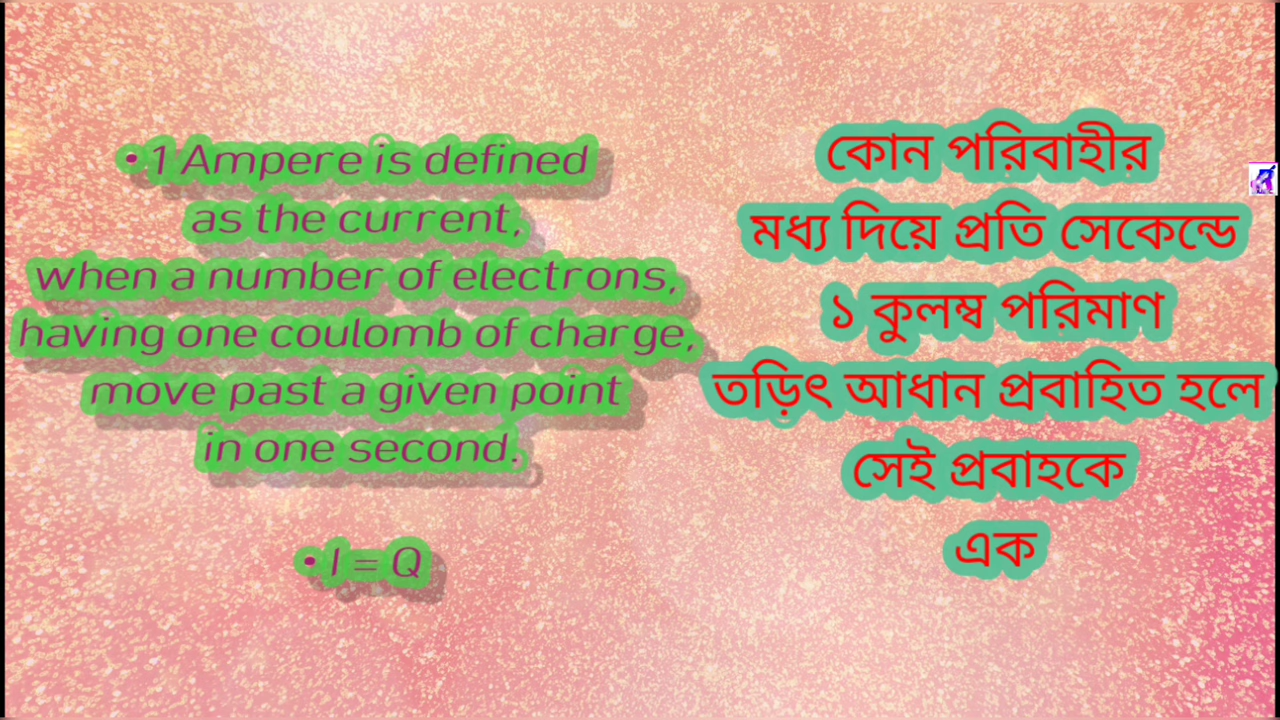 • 1 Ampere is defined
as the current,
when a number of electrons,
having one coulomb of charge,
move past a given point
in one second.
• I = Q
কোন পরিবাহীর
মধ্য দিয়ে প্রতি সেকেন্ডে
১ কুলম্ব পরিমাণ
তড়িৎ আধান প্রবাহিত হলে
সেই প্রবাহকে
এক